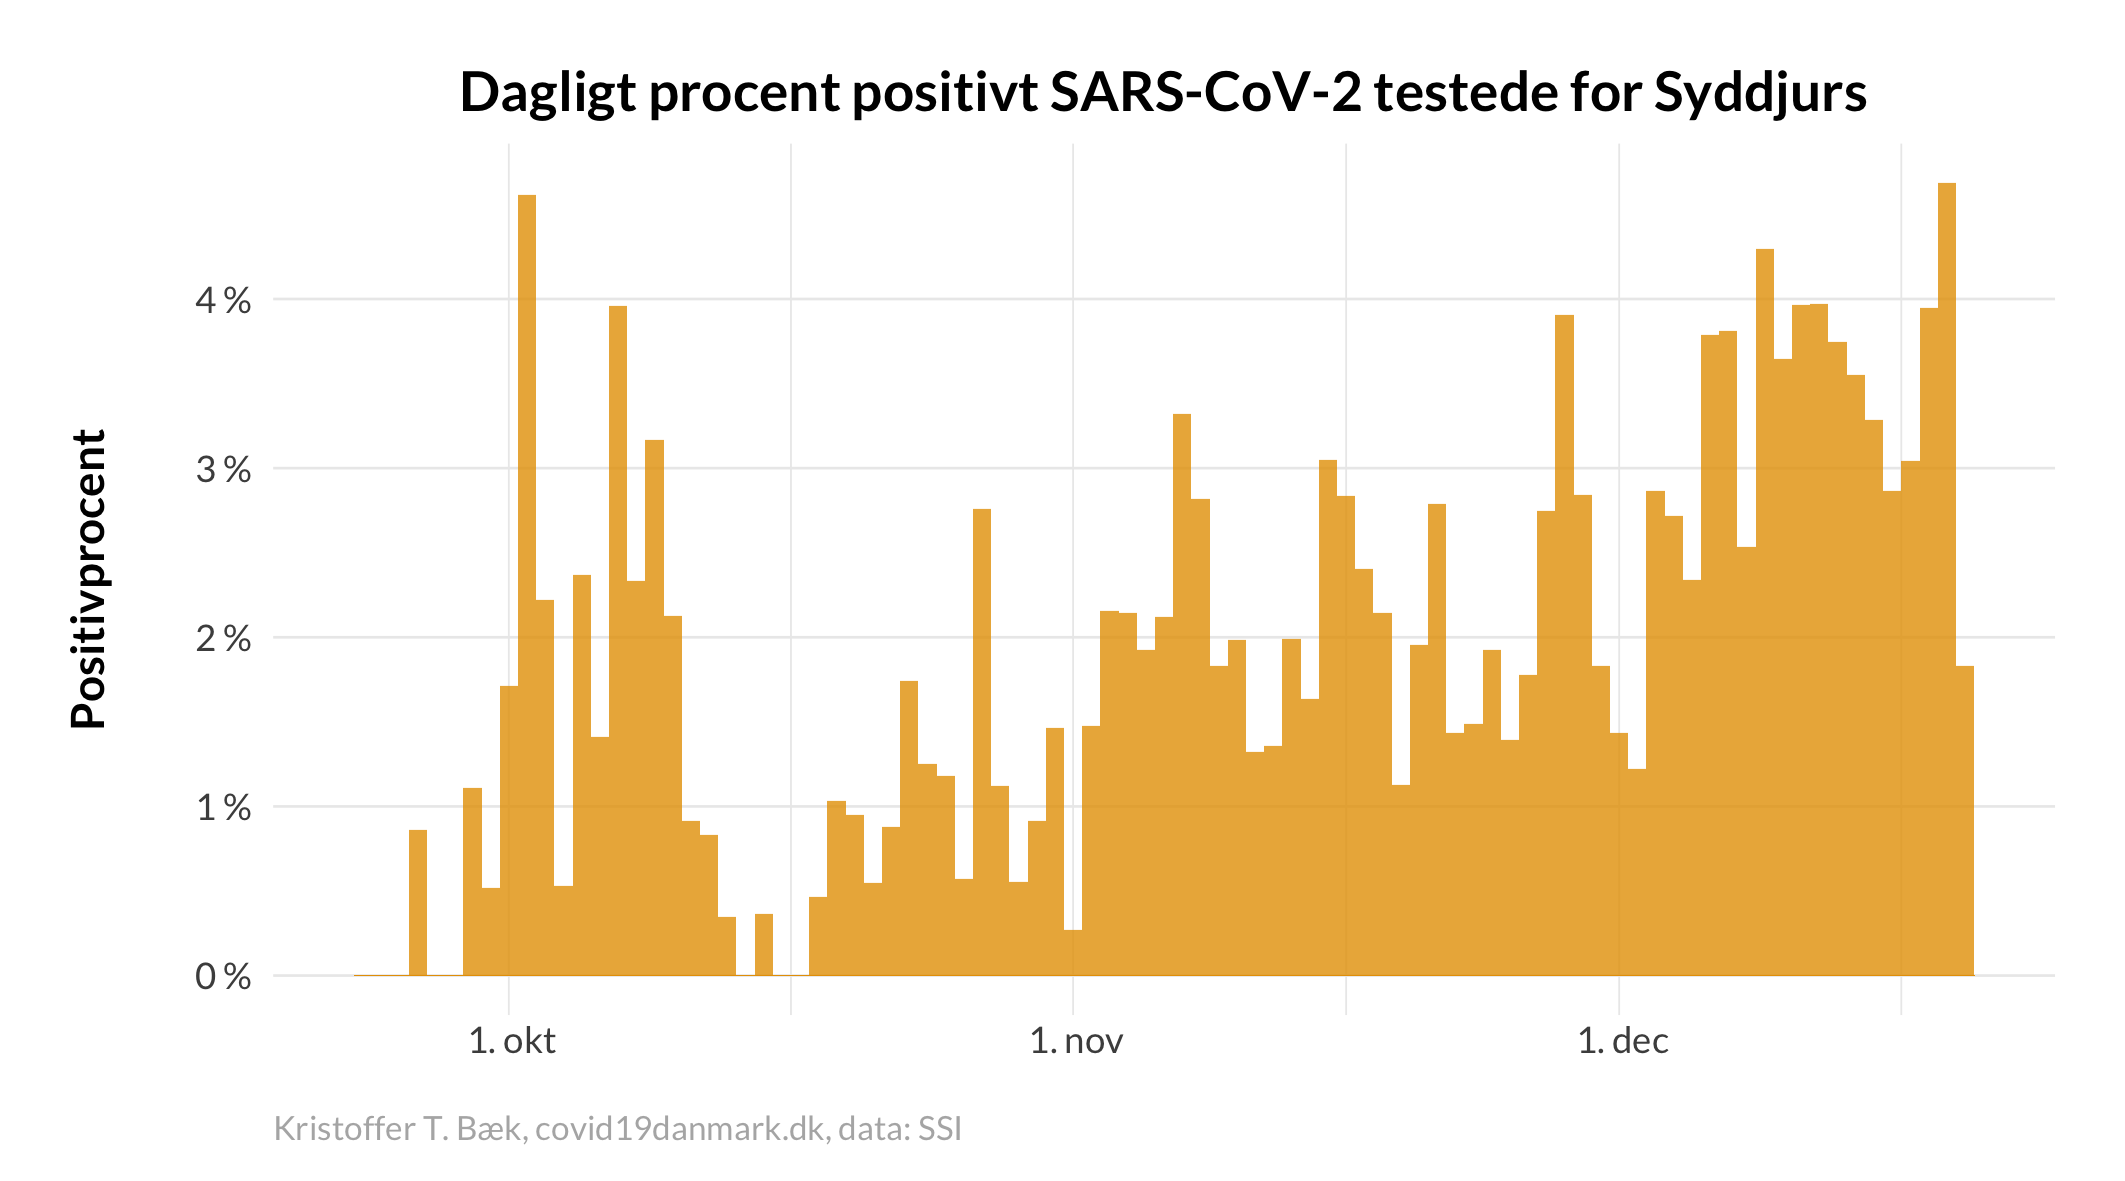 Dagligt procent positivt SARS-CoV-2 testede for Syddjurs
Positivprocent
4 %
3 %
2 %
1 %
0 %
1. okt
1. nov
1. dec
Kristoffer T. Bæk, covid19danmark.dk, data: SSI